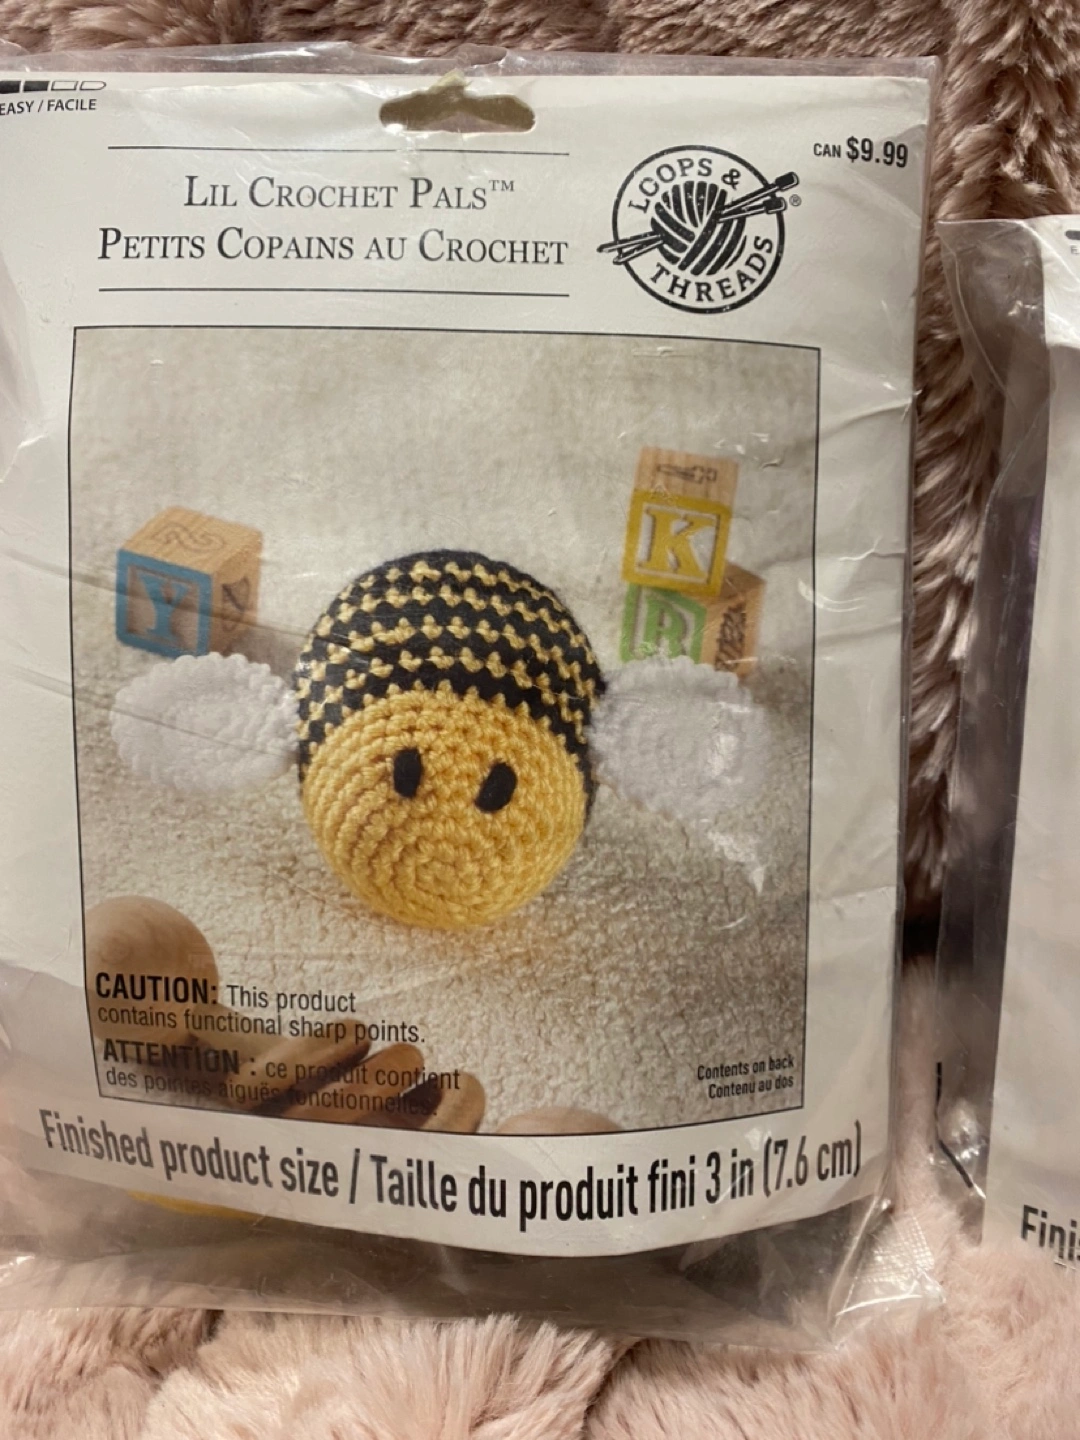 EASY / FACILE
CAN $9.99
LIL CROCHET PALS™
PETITS COPAINS AU CROCHET
LOOPS &
THREADS®
K
Y
R
CAUTION: This product
contains functional sharp points.
ATTENTION : ce produit contient
des pointes aiguës fonctionnelles.
Contents on back
Contenu au dos
Finished product size / Taille du produit fini 3 in (7.6 cm)